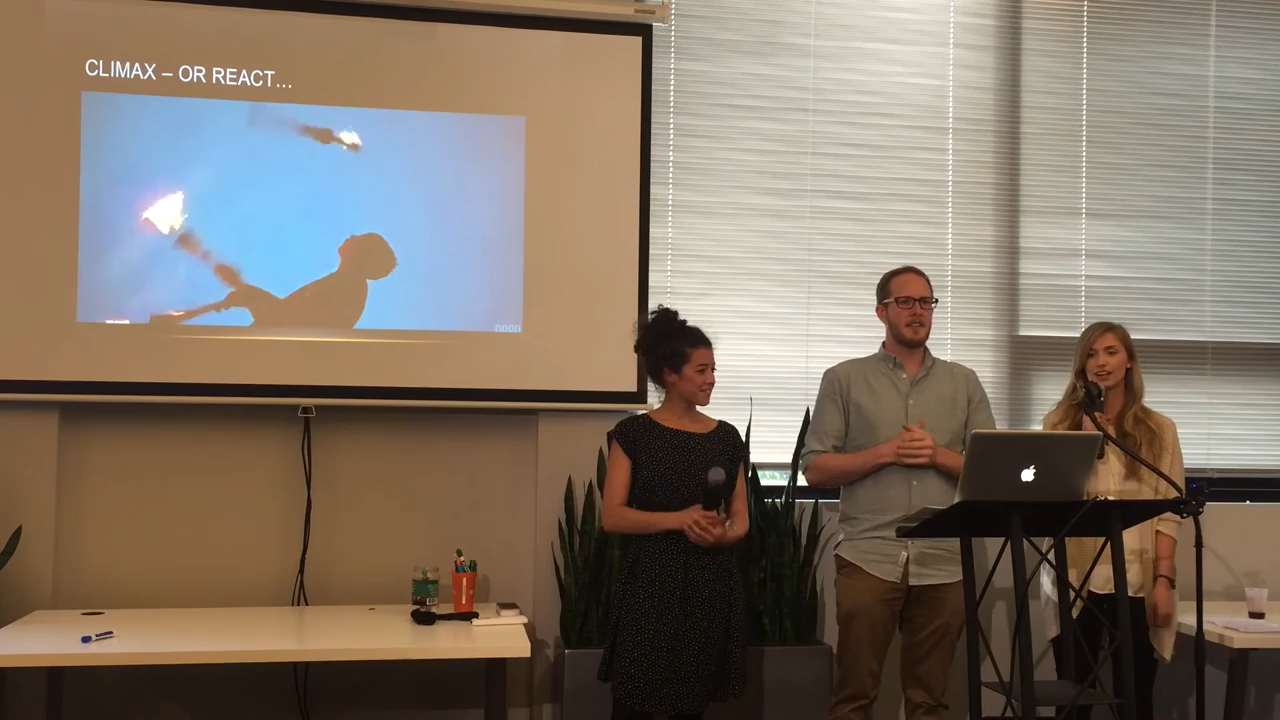 CLIMAX – OR REACT...